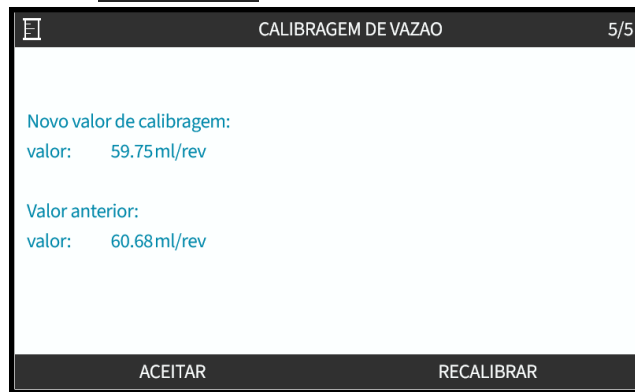 CALIBRAGEM DE VAZAO 5/5
Novo valor de calibragem:
valor: 59.75 ml/rev
Valor anterior:
valor: 60.68 ml/rev
ACEITAR RECALIBRAR